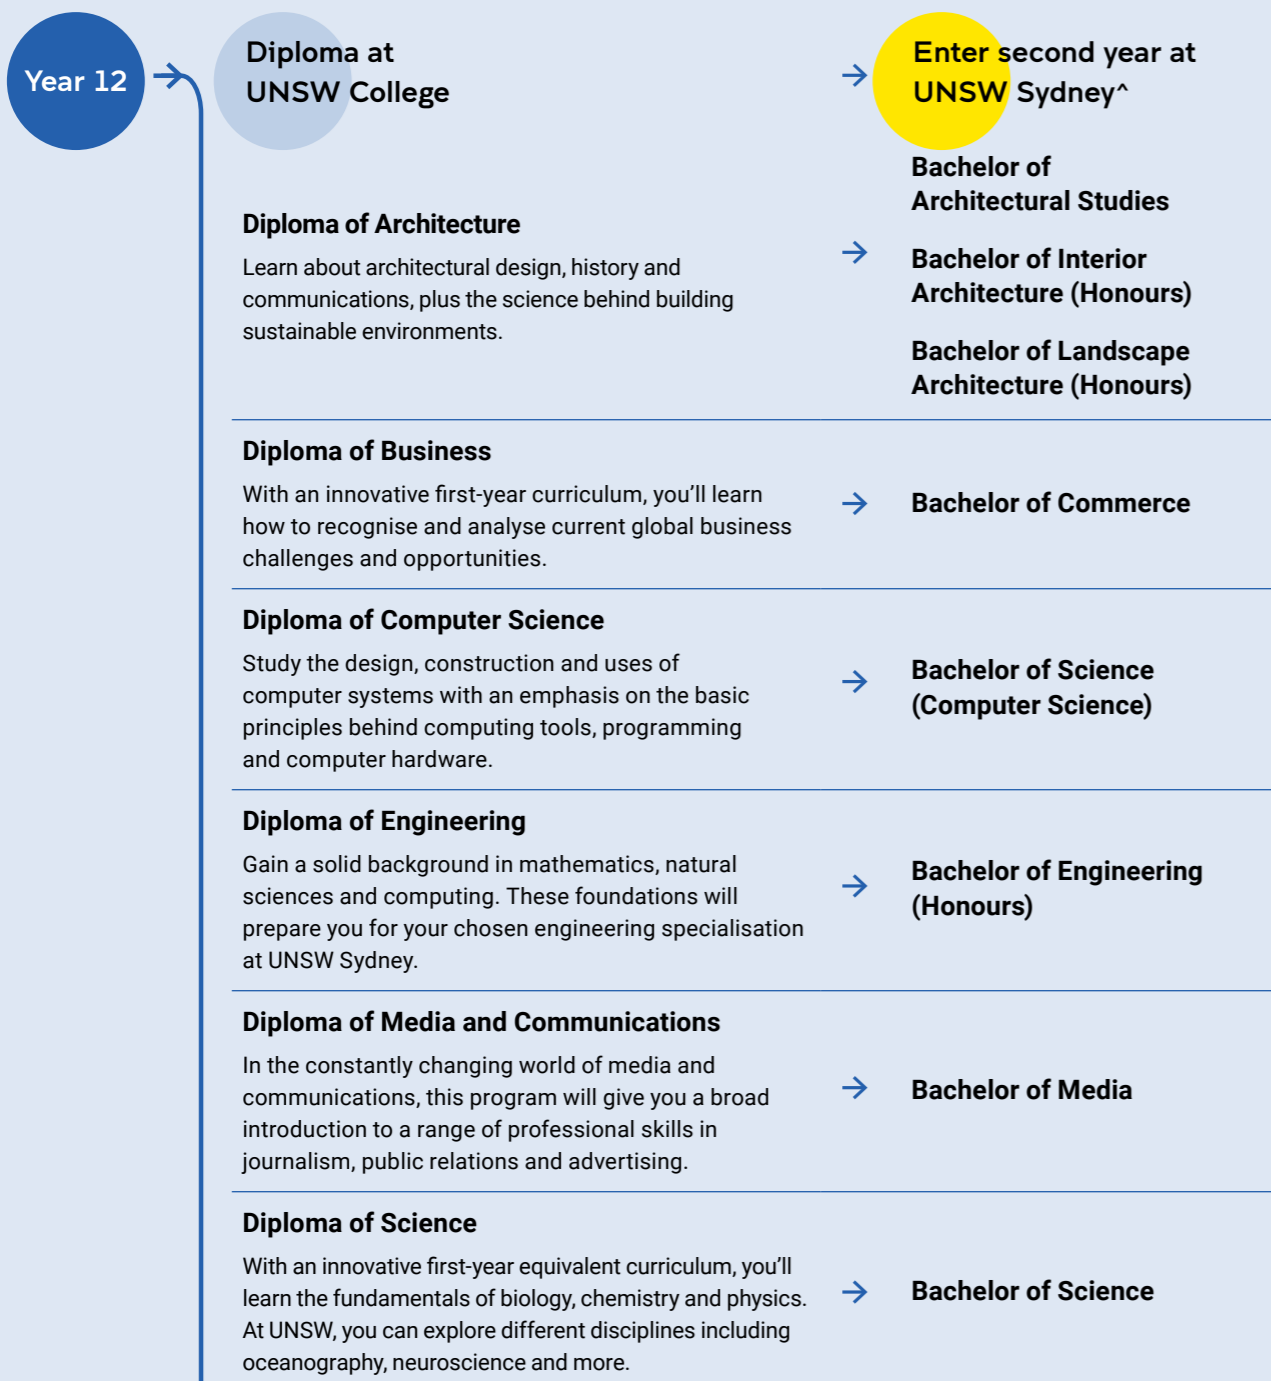 Year 12
Diploma at
UNSW College
Enter second year at
UNSW Sydney^
Diploma of Architecture
Learn about architectural design, history and
communications, plus the science behind building
sustainable environments.
Bachelor of
Architectural Studies
Bachelor of Interior
Architecture (Honours)
Bachelor of Landscape
Architecture (Honours)
Diploma of Business
With an innovative first-year curriculum, you’ll learn
how to recognise and analyse current global business
challenges and opportunities.
Bachelor of Commerce
Diploma of Computer Science
Study the design, construction and uses of
computer systems with an emphasis on the basic
principles behind computing tools, programming
and computer hardware.
Bachelor of Science
(Computer Science)
Diploma of Engineering
Gain a solid background in mathematics, natural
sciences and computing. These foundations will
prepare you for your chosen engineering specialisation
at UNSW Sydney.
Bachelor of Engineering
(Honours)
Diploma of Media and Communications
In the constantly changing world of media and
communications, this program will give you a broad
introduction to a range of professional skills in
journalism, public relations and advertising.
Bachelor of Media
Diploma of Science
With an innovative first-year equivalent curriculum, you’ll
learn the fundamentals of biology, chemistry and physics.
At UNSW, you can explore different disciplines including
oceanography, neuroscience and more.
Bachelor of Science